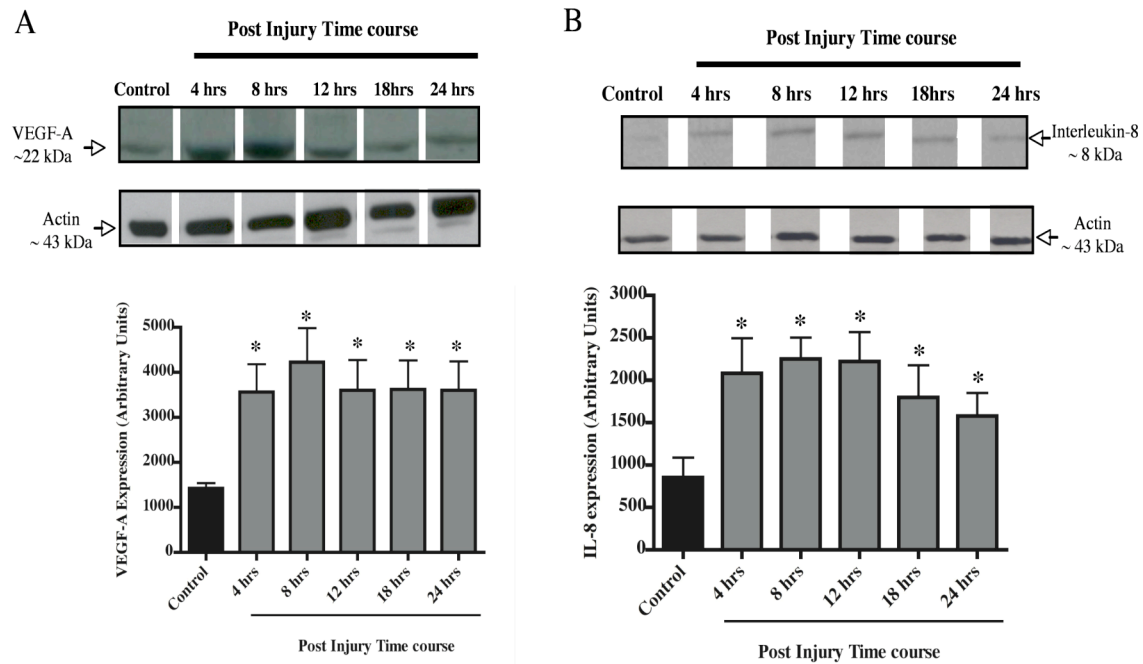 A
Post Injury Time course
Control 4 hrs 8 hrs 12 hrs 18hrs 24 hrs
VEGF-A
~22 kDa
Actin
~ 43 kDa
VEGF-A Expression (Arbitrary Units)
5000
4000
3000
2000
1000
0
* * * * *
Control 4 hrs 8 hrs 12 hrs 18 hrs 24 hrs
Post Injury Time course
B
Post Injury Time course
Control 4 hrs 8 hrs 12 hrs 18hrs 24 hrs
Interleukin-8
~ 8 kDa
Actin
~ 43 kDa
IL-8 expression (Arbitrary Units)
3000
2500
2000
1500
1000
500
0
* * * * *
Control 4 hrs 8 hrs 12 hrs 18 hrs 24 hrs
Post Injury Time course